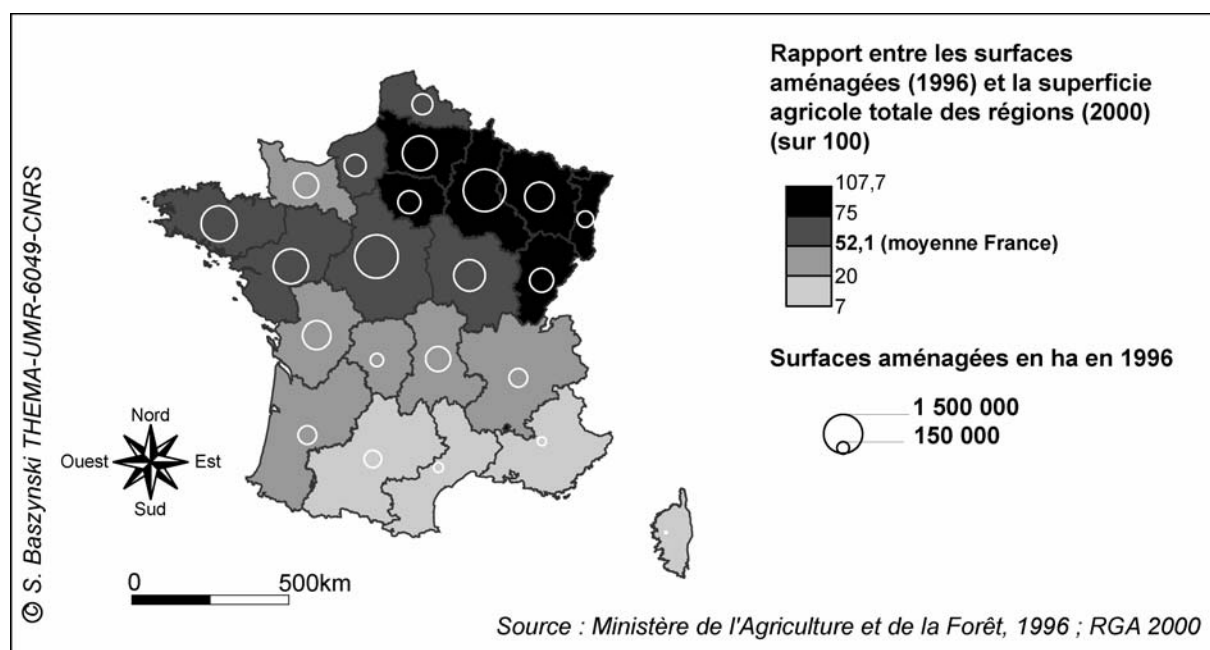 Rapport entre les surfaces
aménagées (1996) et la superficie
agricole totale des régions (2000)
(sur 100)
107,7
75
52,1 (moyenne France)
20
7
Surfaces aménagées en ha en 1996
1 500 000
150 000
Nord
Ouest
Est
Sud
0
500km
© S. Baszynski THEMA-UMR-6049-CNRS
Source : Ministère de l'Agriculture et de la Forêt, 1996 ; RGA 2000